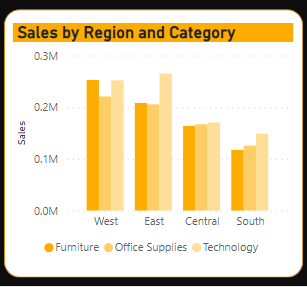 Sales by Region and Category
0.3M
0.2M
Sales
0.1M
0.0M
West East Central South
Furniture Office Supplies Technology